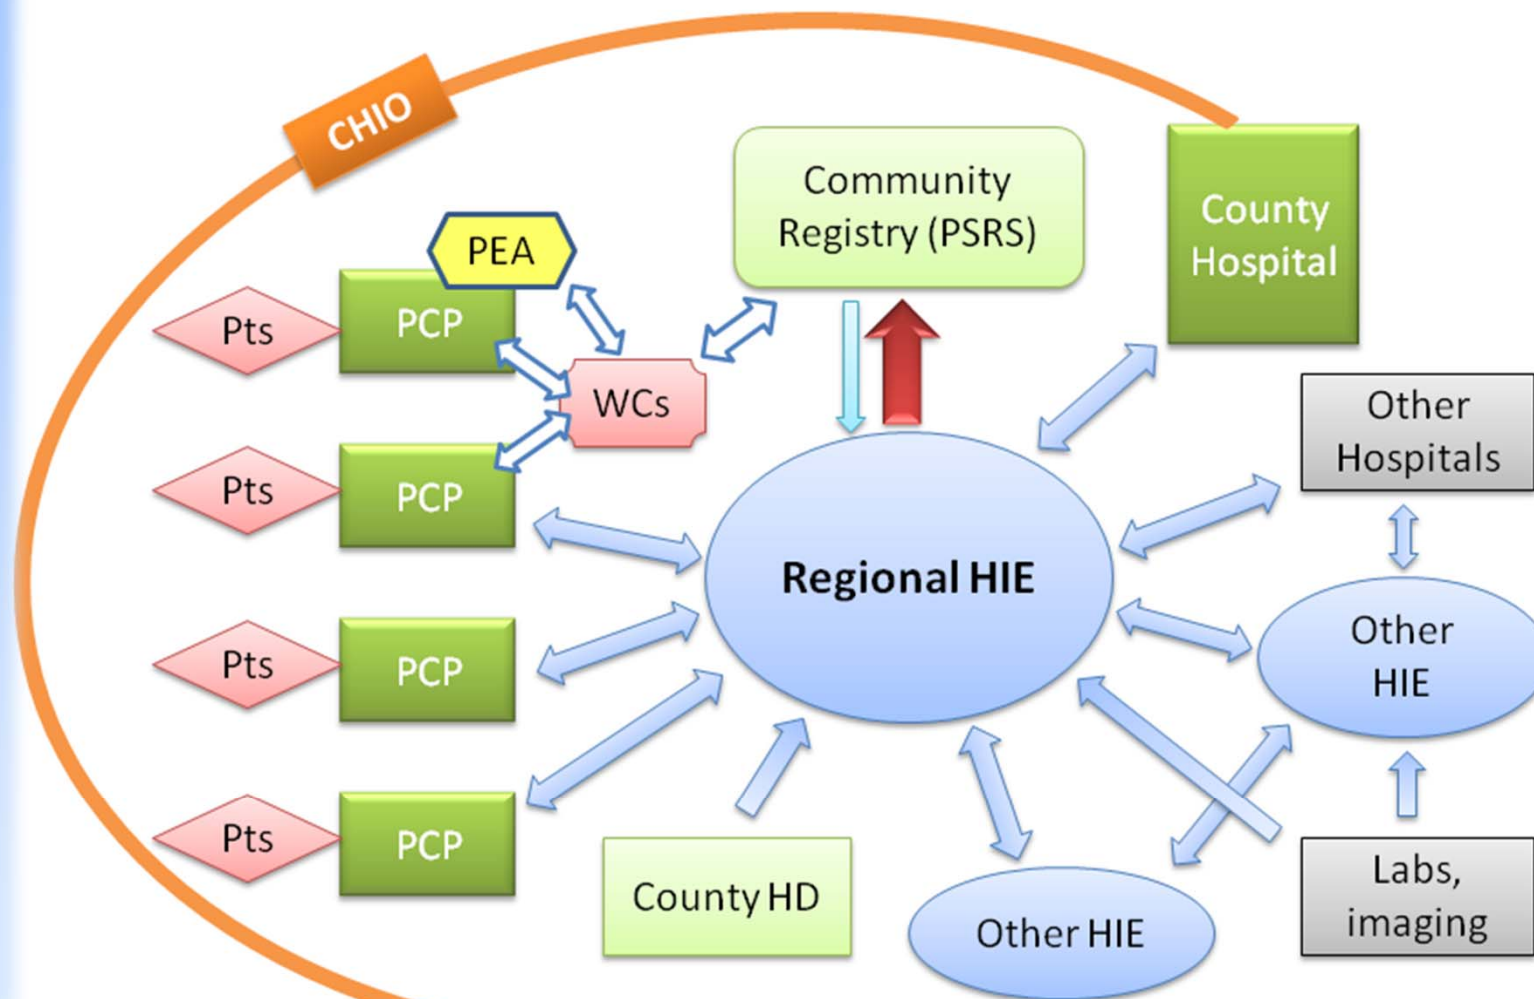 CHIO
Community
Registry (PSRS)
County
Hospital
PEA
Pts
PCP
WCs
Other
Hospitals
Pts
PCP
Regional HIE
Other
HIE
Pts
PCP
Pts
PCP
County HD
Other HIE
Labs,
imaging